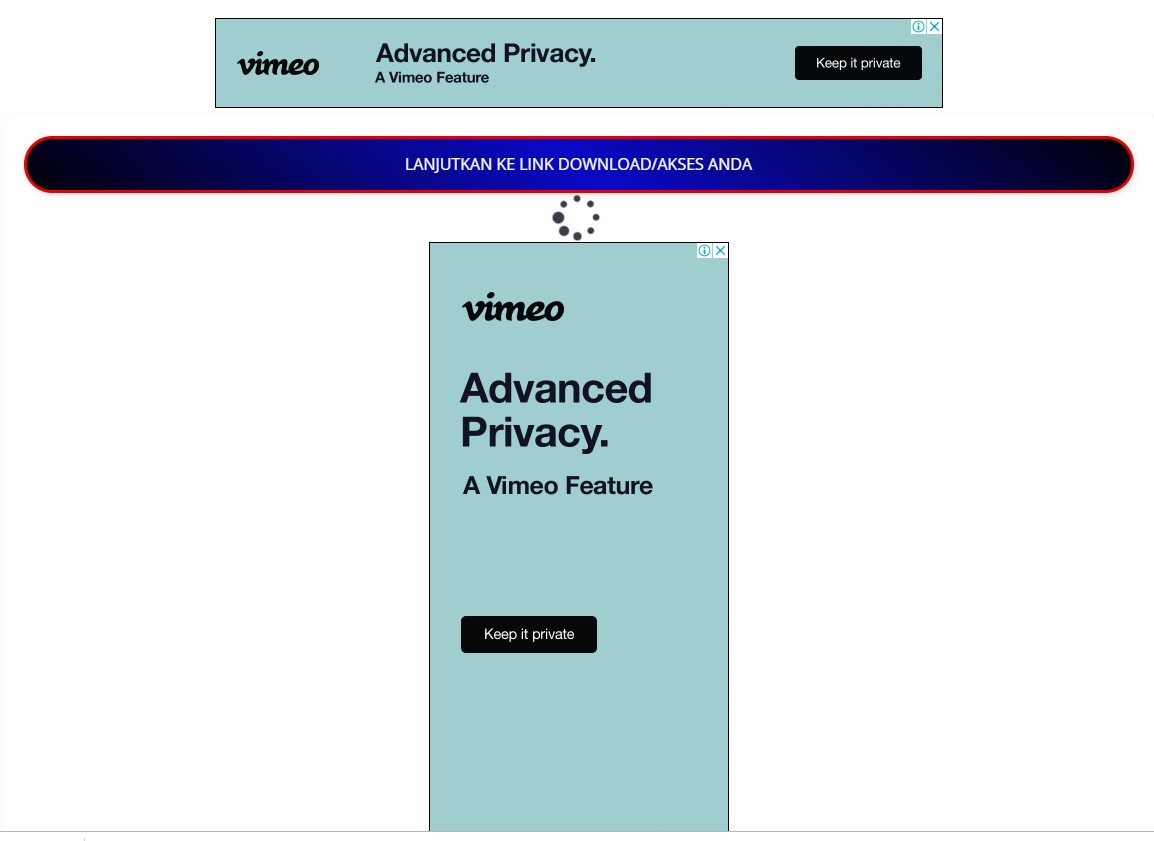 vimeo
Advanced Privacy.
A Vimeo Feature
Keep it private
LANJUTKAN KE LINK DOWNLOAD/AKSES ANDA
vimeo
Advanced
Privacy.
A Vimeo Feature
Keep it private